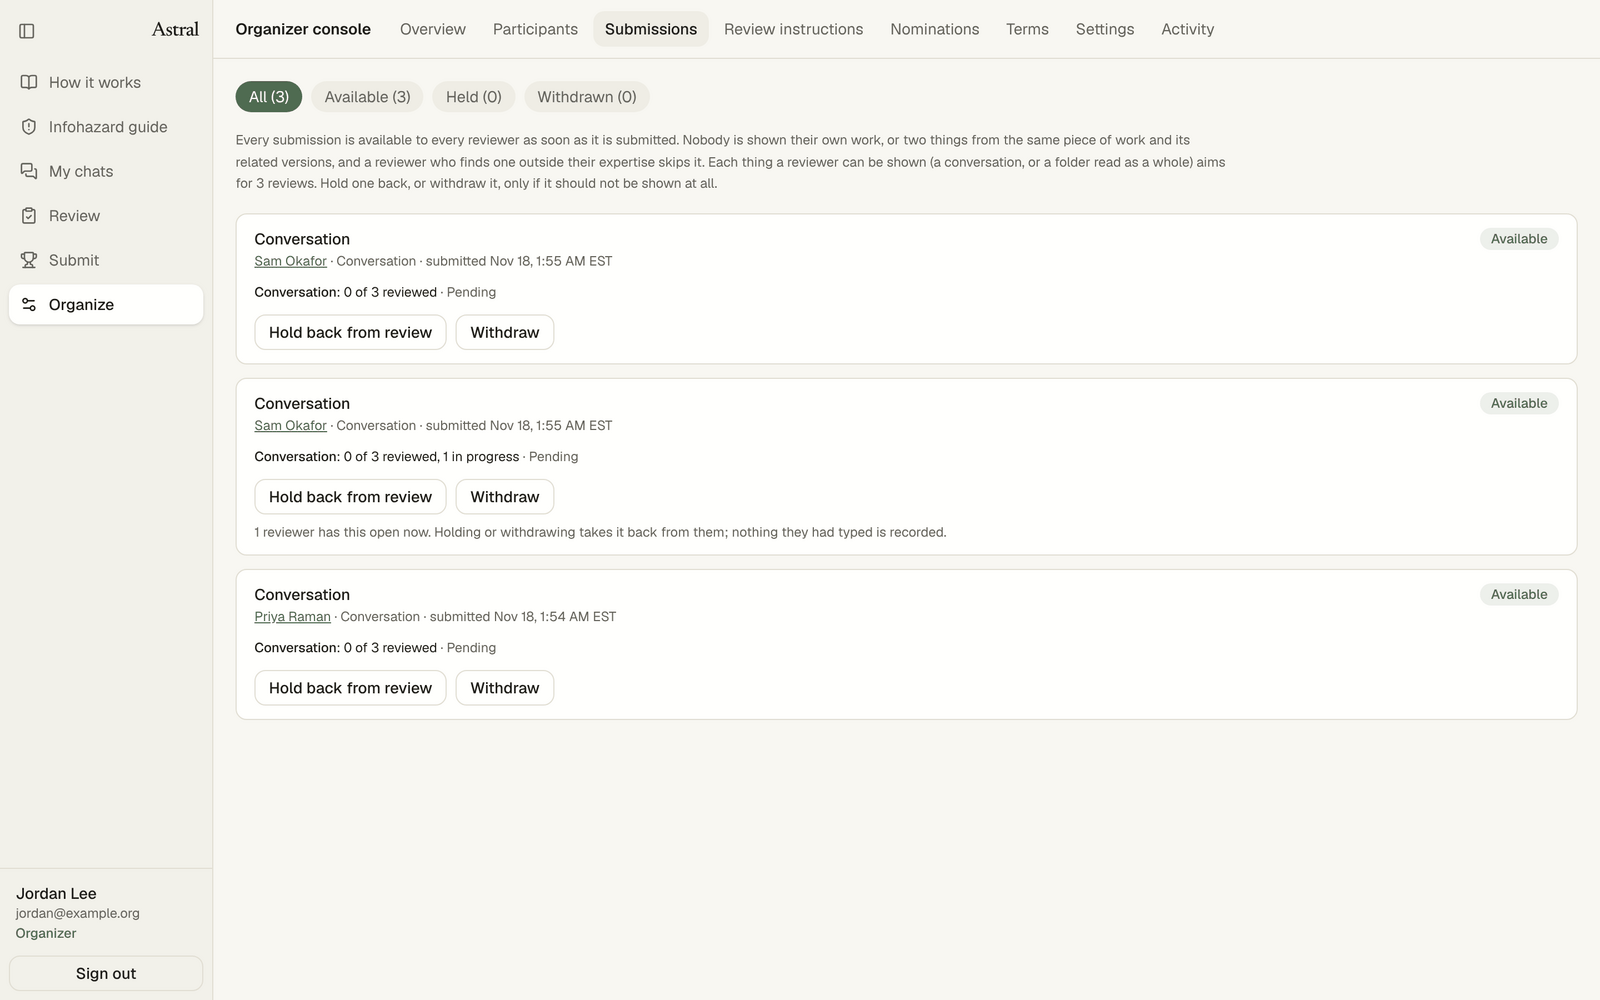 Astral
How it works
Infohazard guide
My chats
Review
Submit
Organize
Jordan Lee
jordan@example.org
Organizer
Sign out
Organizer console
Overview
Participants
Submissions
Review instructions
Nominations
Terms
Settings
Activity
All (3)
Available (3)
Held (0)
Withdrawn (0)
Every submission is available to every reviewer as soon as it is submitted. Nobody is shown their own work, or two things from the same piece of work and its
related versions, and a reviewer who finds one outside their expertise skips it. Each thing a reviewer can be shown (a conversation, or a folder read as a whole) aims
for 3 reviews. Hold one back, or withdraw it, only if it should not be shown at all.
Conversation
Available
Sam Okafor · Conversation · submitted Nov 18, 1:55 AM EST
Conversation: 0 of 3 reviewed · Pending
Hold back from review
Withdraw
Conversation
Available
Sam Okafor · Conversation · submitted Nov 18, 1:55 AM EST
Conversation: 0 of 3 reviewed, 1 in progress · Pending
Hold back from review
Withdraw
1 reviewer has this open now. Holding or withdrawing takes it back from them; nothing they had typed is recorded.
Conversation
Available
Priya Raman · Conversation · submitted Nov 18, 1:54 AM EST
Conversation: 0 of 3 reviewed · Pending
Hold back from review
Withdraw